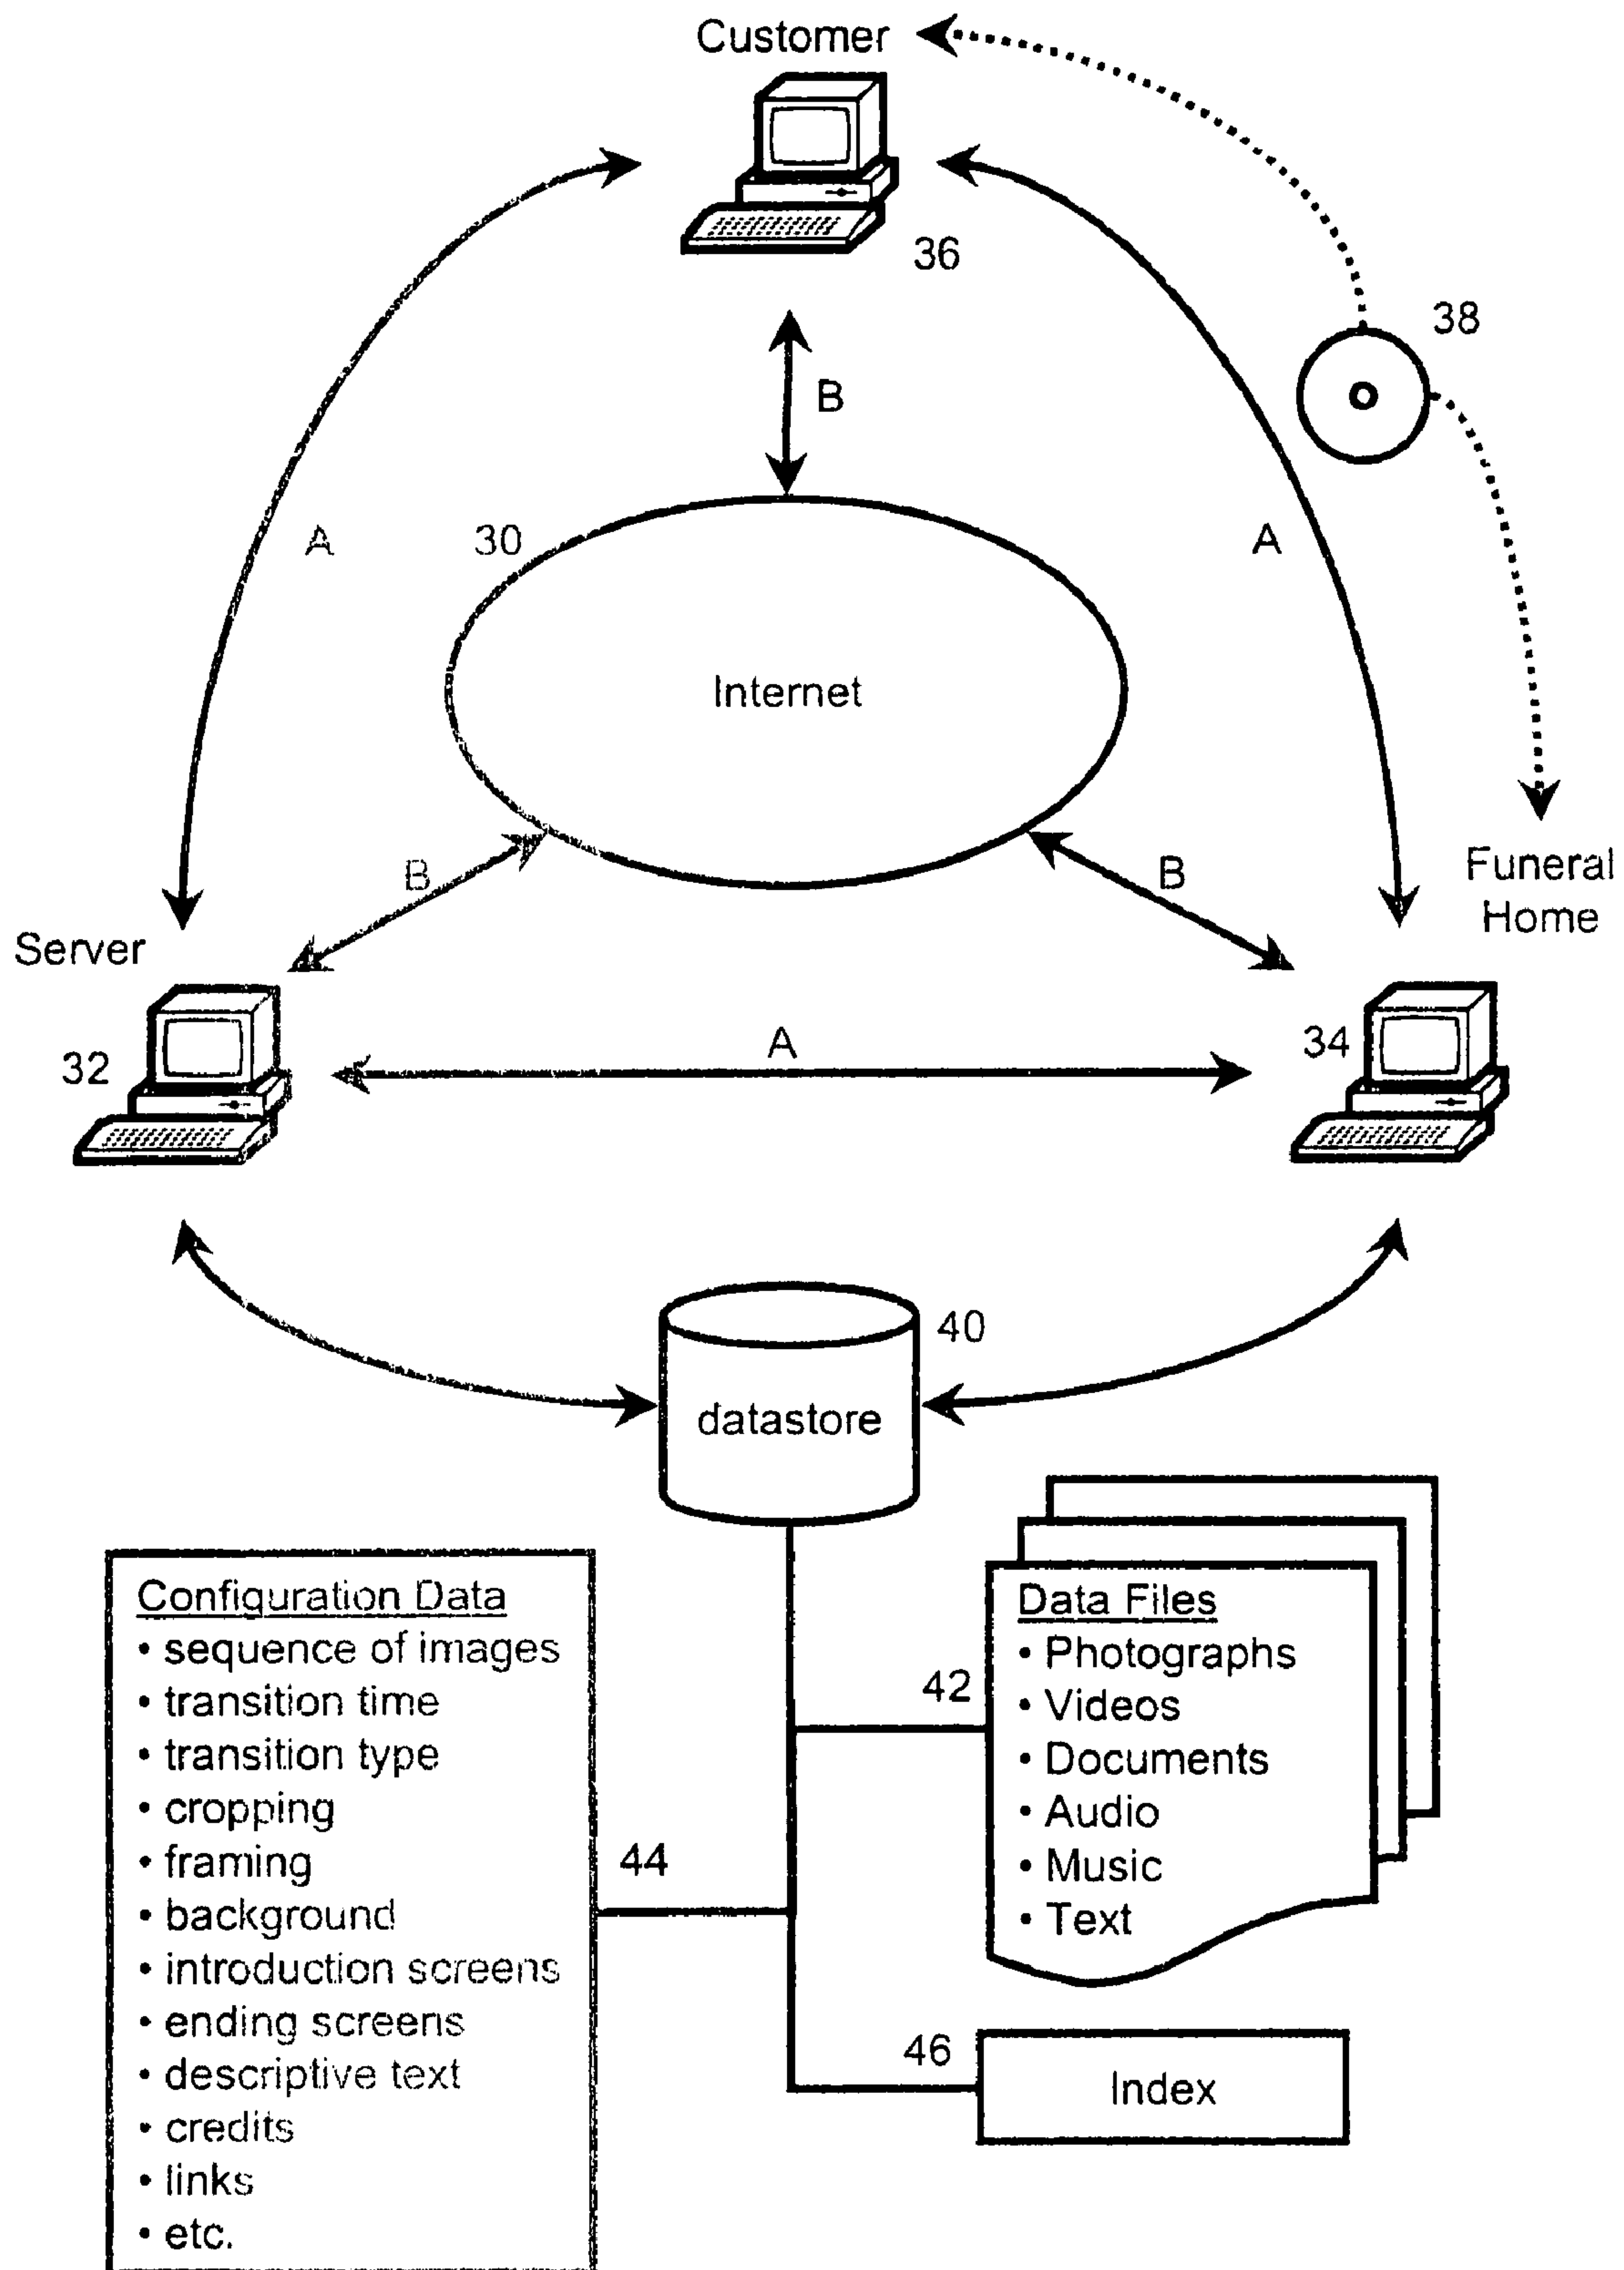 Customer
36
38
B
A
30
A
Internet
B
B
Funeral
Home
Server
32
A
34
40
datastore
Configuration Data
• sequence of images
• transition time
• transition type
• cropping
• framing
• background
• introduction screens
• ending screens
• descriptive text
• credits
• links
• etc.
44
42
Data Files
• Photographs
• Videos
• Documents
• Audio
• Music
• Text
46
Index